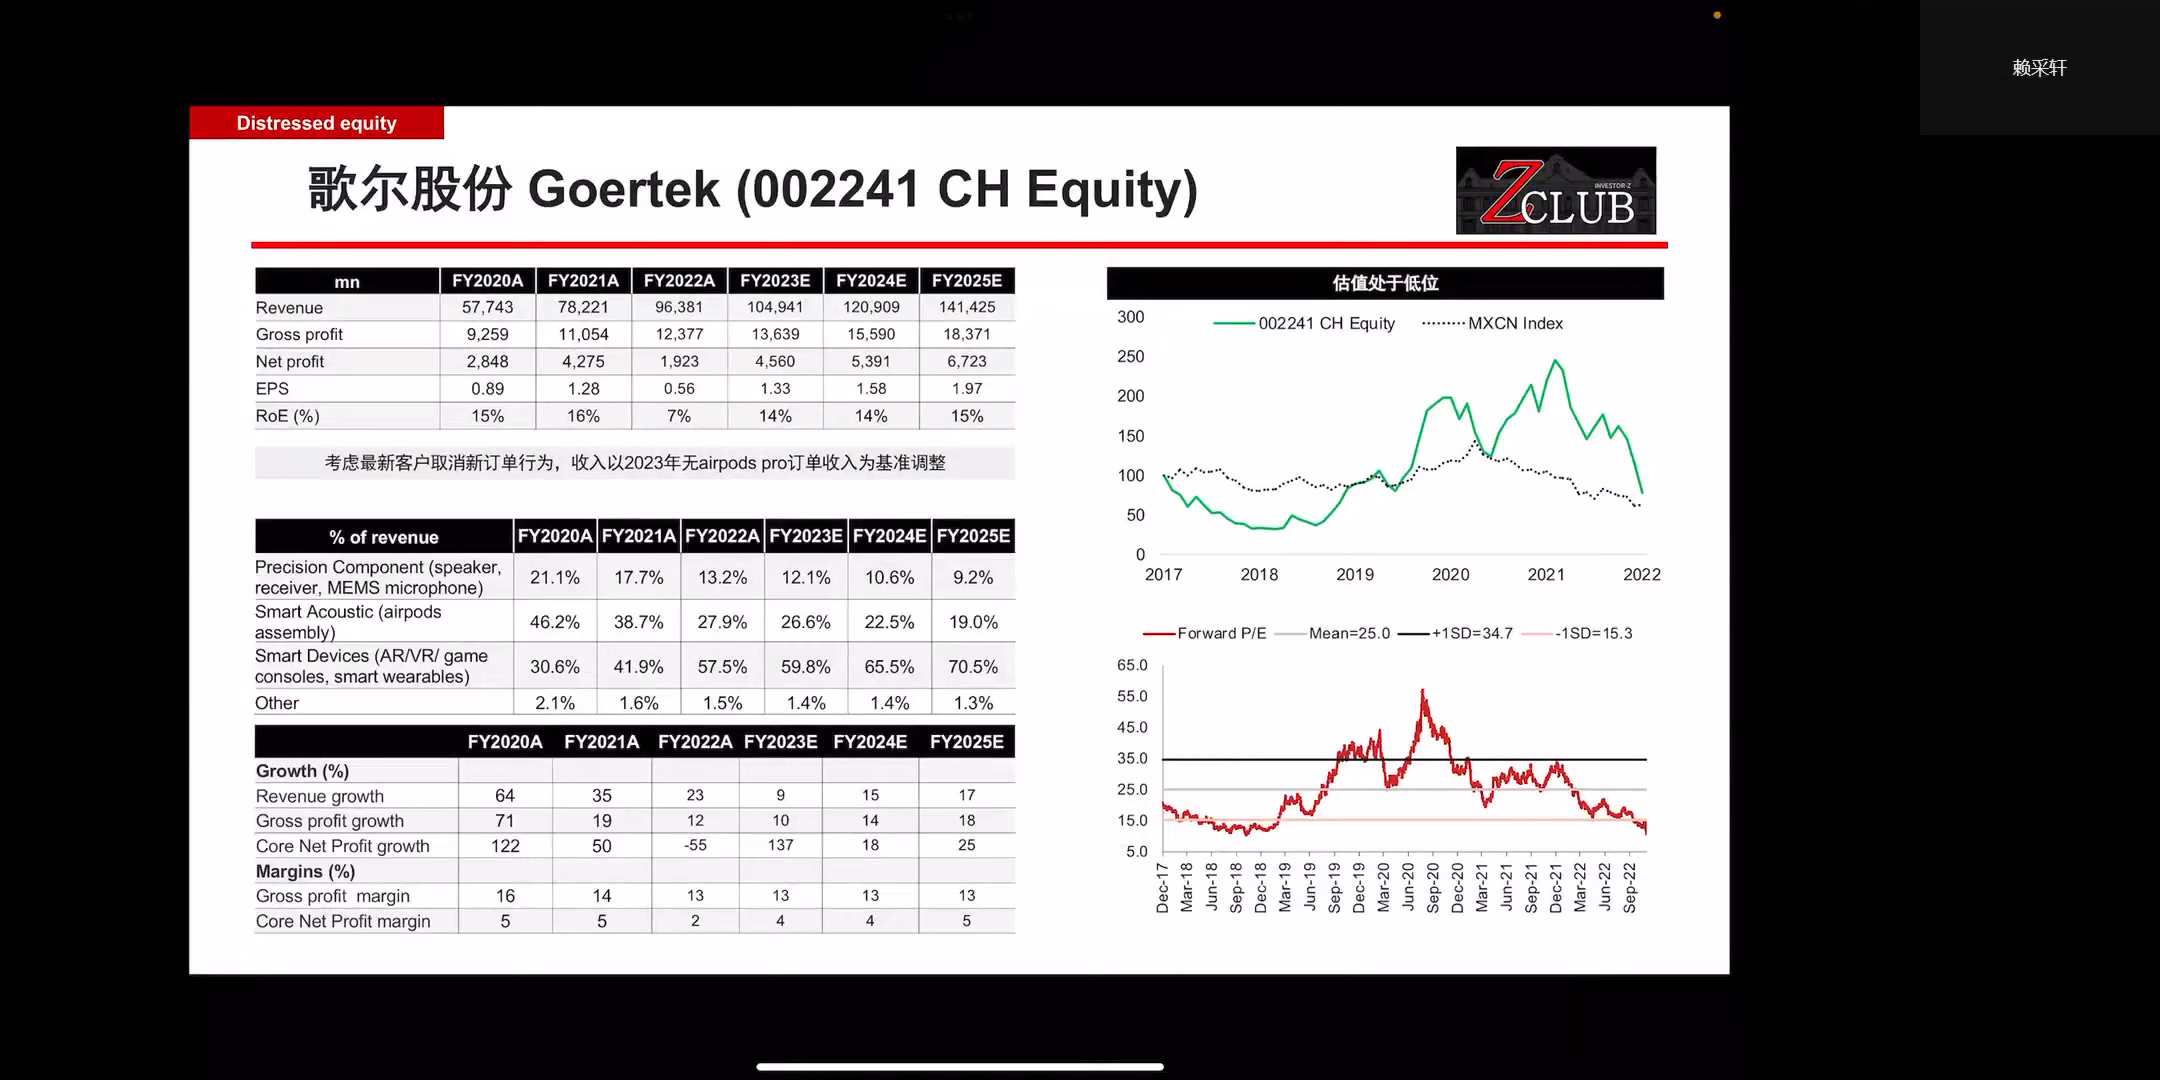 赖采轩
Distressed equity
歌尔股份 Goertek (002241 CH Equity)
INVESTOR-Z
ZCLUB
mn FY2020A FY2021A FY2022A FY2023E FY2024E FY2025E
Revenue 57,743 78,221 96,381 104,941 120,909 141,425
Gross profit 9,259 11,054 12,377 13,639 15,590 18,371
Net profit 2,848 4,275 1,923 4,560 5,391 6,723
EPS 0.89 1.28 0.56 1.33 1.58 1.97
RoE (%) 15% 16% 7% 14% 14% 15%
考虑最新客户取消新订单行为，收入以2023年无airpods pro订单收入为基准调整
% of revenue FY2020A FY2021A FY2022A FY2023E FY2024E FY2025E
Precision Component (speaker,
receiver, MEMS microphone) 21.1% 17.7% 13.2% 12.1% 10.6% 9.2%
Smart Acoustic (airpods
assembly) 46.2% 38.7% 27.9% 26.6% 22.5% 19.0%
Smart Devices (AR/VR/ game
consoles, smart wearables) 30.6% 41.9% 57.5% 59.8% 65.5% 70.5%
Other 2.1% 1.6% 1.5% 1.4% 1.4% 1.3%
FY2020A FY2021A FY2022A FY2023E FY2024E FY2025E
Growth (%)
Revenue growth 64 35 23 9 15 17
Gross profit growth 71 19 12 10 14 18
Core Net Profit growth 122 50 -55 137 18 25
Margins (%)
Gross profit margin 16 14 13 13 13 13
Core Net Profit margin 5 5 2 4 4 5
估值处于低位
002241 CH Equity MXCN Index
300
250
200
150
100
50
0
2017 2018 2019 2020 2021 2022
Forward P/E Mean=25.0 +1SD=34.7 -1SD=15.3
65.0
55.0
45.0
35.0
25.0
15.0
5.0
Dec-17 Mar-18 Jun-18 Sep-18 Dec-18 Mar-19 Jun-19 Sep-19 Dec-19 Mar-20 Jun-20 Sep-20 Dec-20 Mar-21 Jun-21 Sep-21 Dec-21 Mar-22 Jun-22 Sep-22